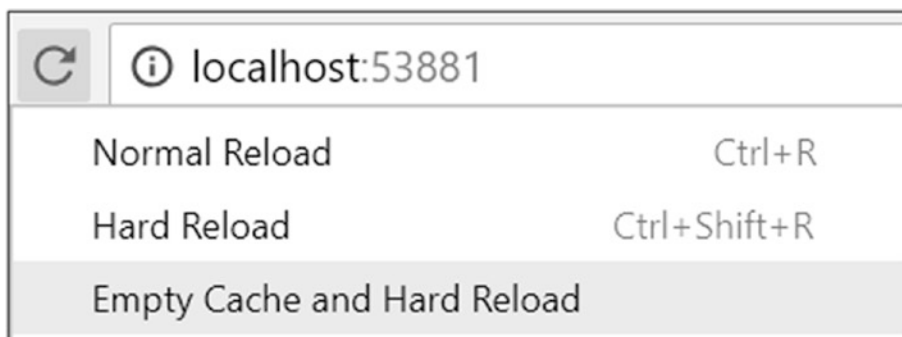 localhost:53881
Normal Reload Ctrl+R
Hard Reload Ctrl+Shift+R
Empty Cache and Hard Reload